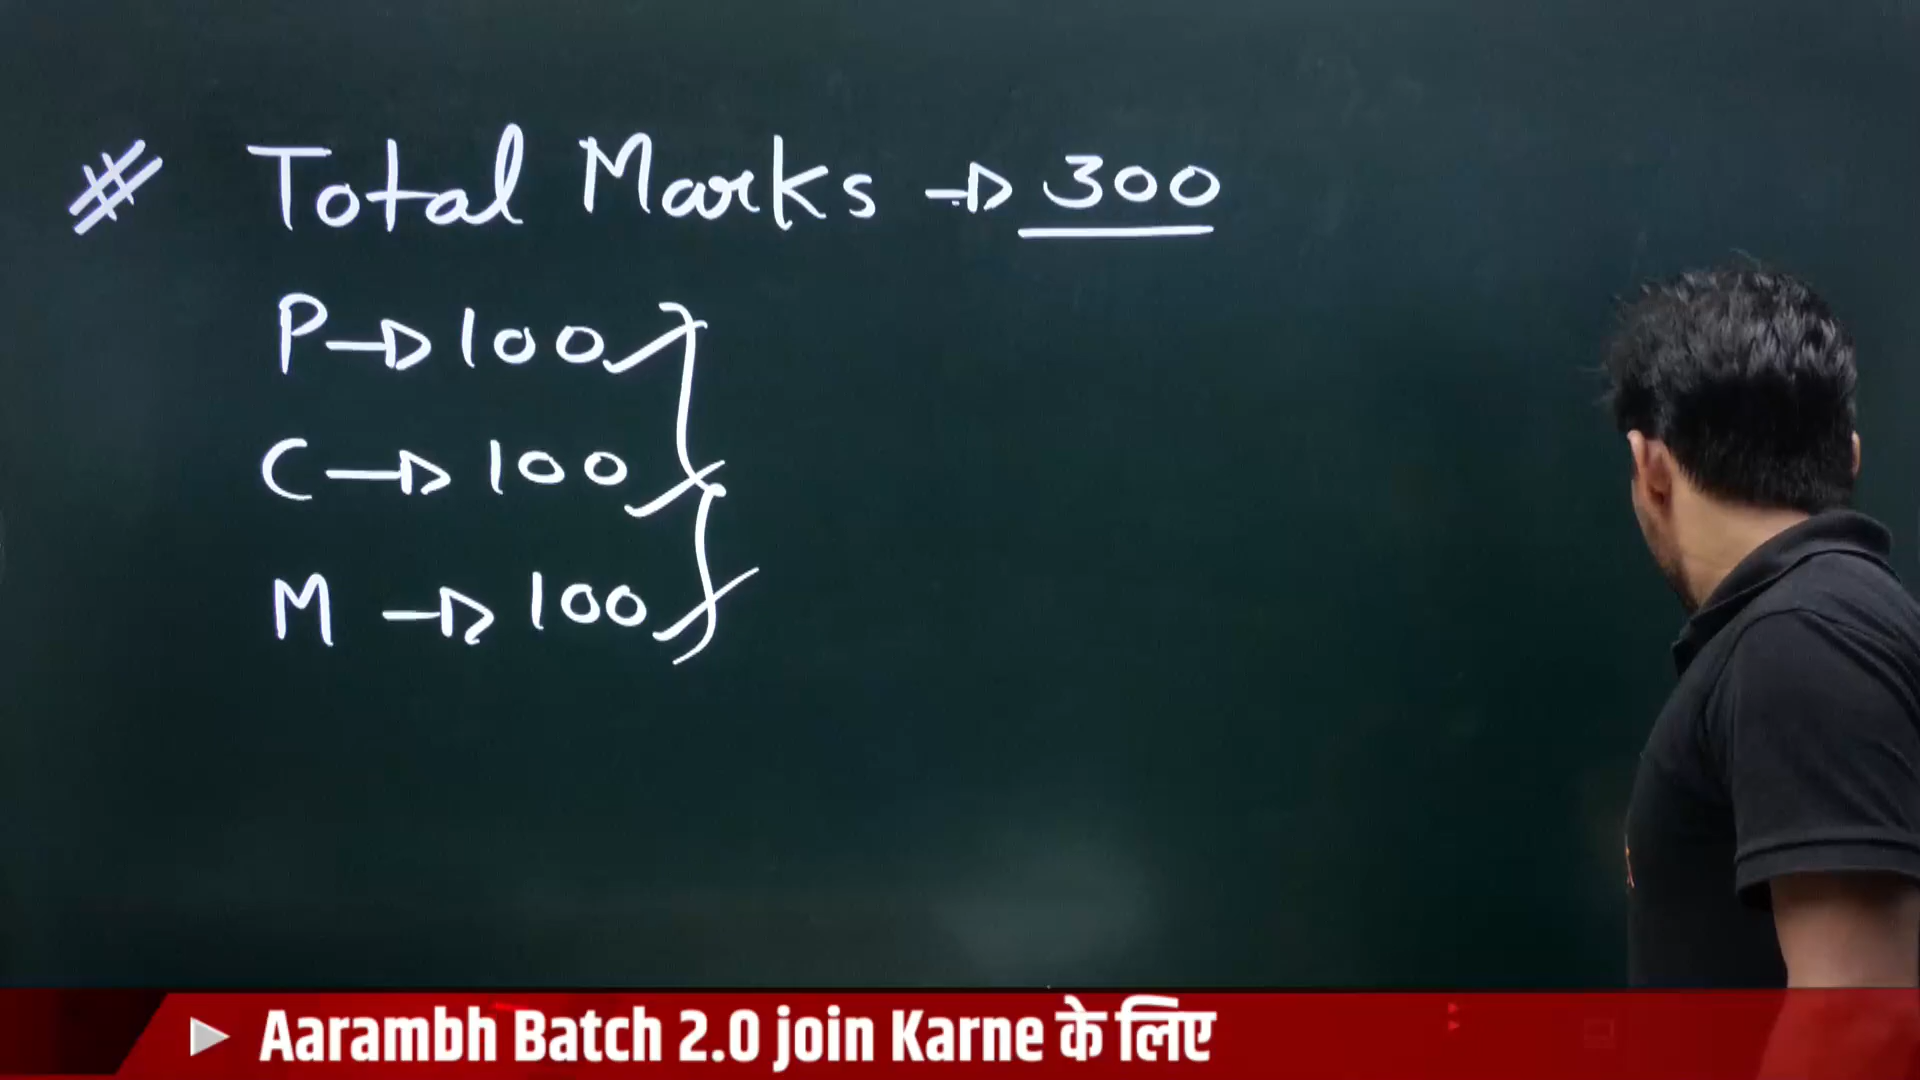 # Total Marks → 300
P → 100
C → 100
M → 100
Aarambh Batch 2.0 join Karne के लिए